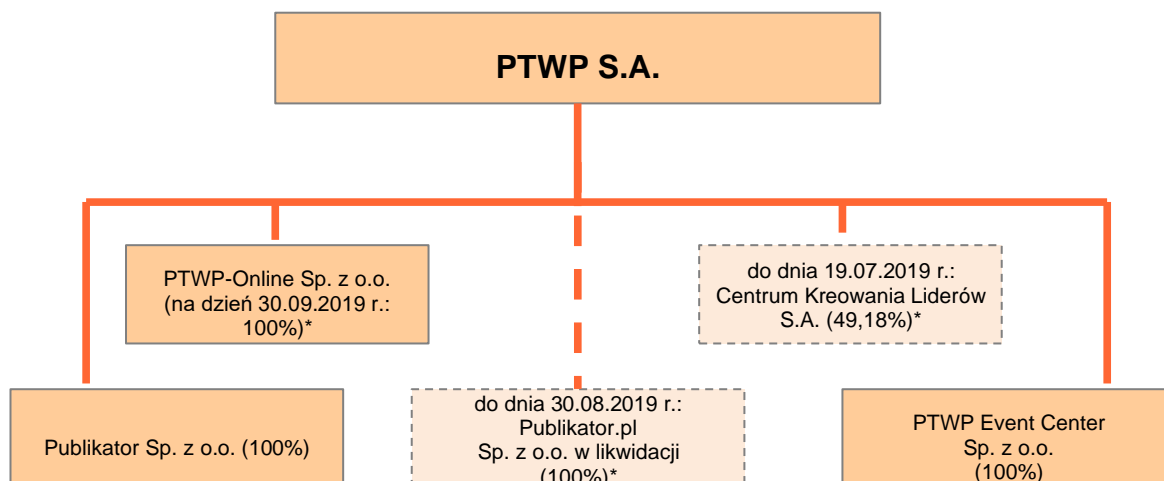 PTWP S.A.
PTWP-Online Sp. z o.o.
(na dzień 30.09.2019 r.:
100%)*
do dnia 19.07.2019 r.:
Centrum Kreowania Liderów
S.A. (49,18%)*
Publikator Sp. z o.o. (100%)
do dnia 30.08.2019 r.:
Publikator.pl
Sp. z o.o. w likwidacji
(100%)*
PTWP Event Center
Sp. z o.o.
(100%)